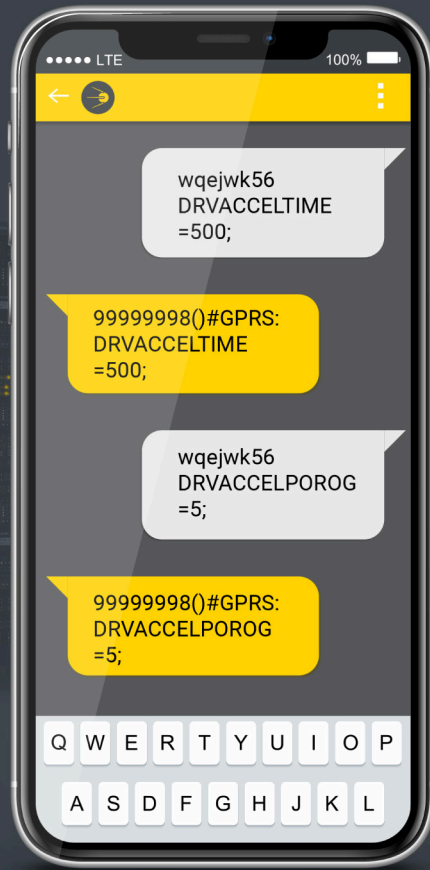 LTE
100%
wqejwk56
DRVACCELTIME
=500;
99999998()#GPRS:
DRVACCELTIME
=500;
wqejwk56
DRVACCELPOROG
=5;
99999998()#GPRS:
DRVACCELPOROG
=5;
Q W E R T Y U I O P
A S D F G H J K L